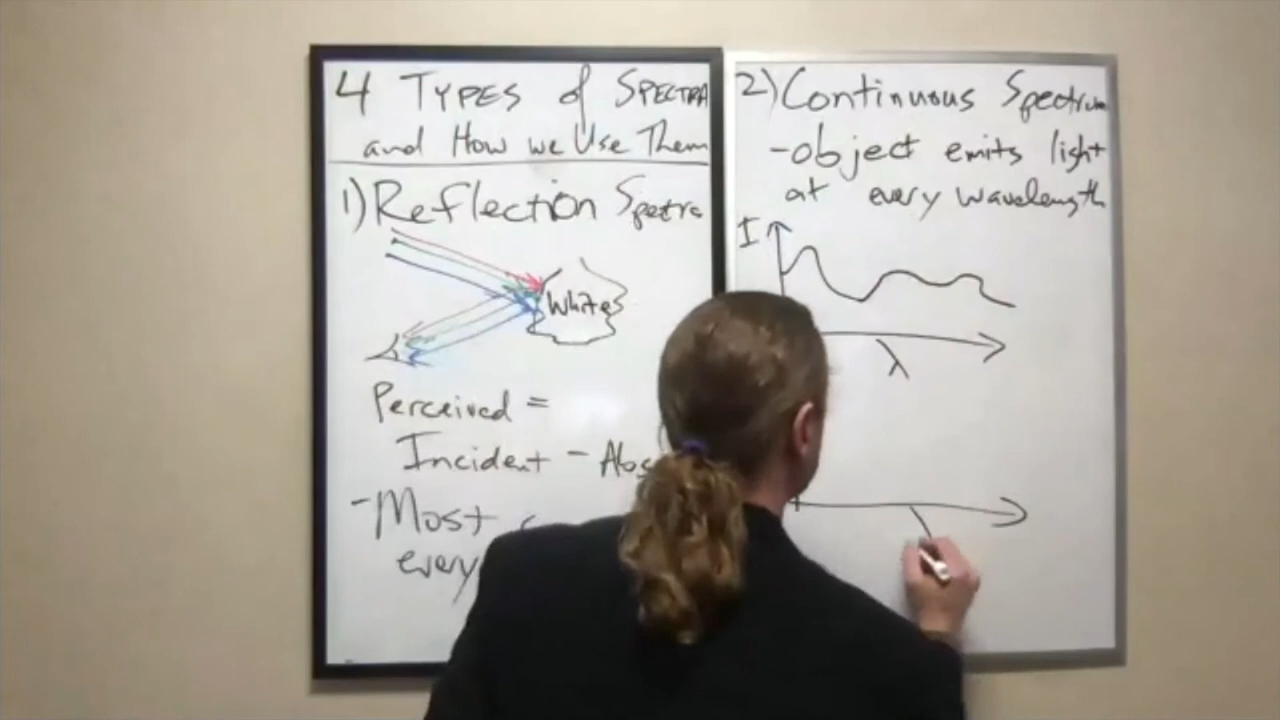 4 TYPES of SPECTRA
and How we Use Them
1) Reflection Spetra
White
Perceived =
Incident - Abs
- Most
every
2) Continuous Spectrum
- object emits light
at every wavelength
I
λ